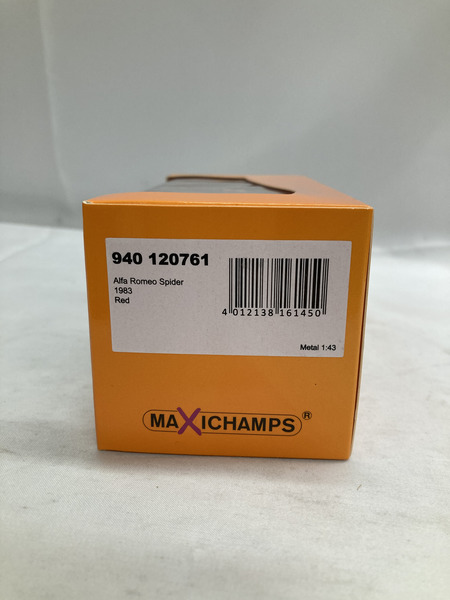 940 120761
Alfa Romeo Spider
1983
Red
4 012138 161450
Metal 1:43
MAXICHAMPS®